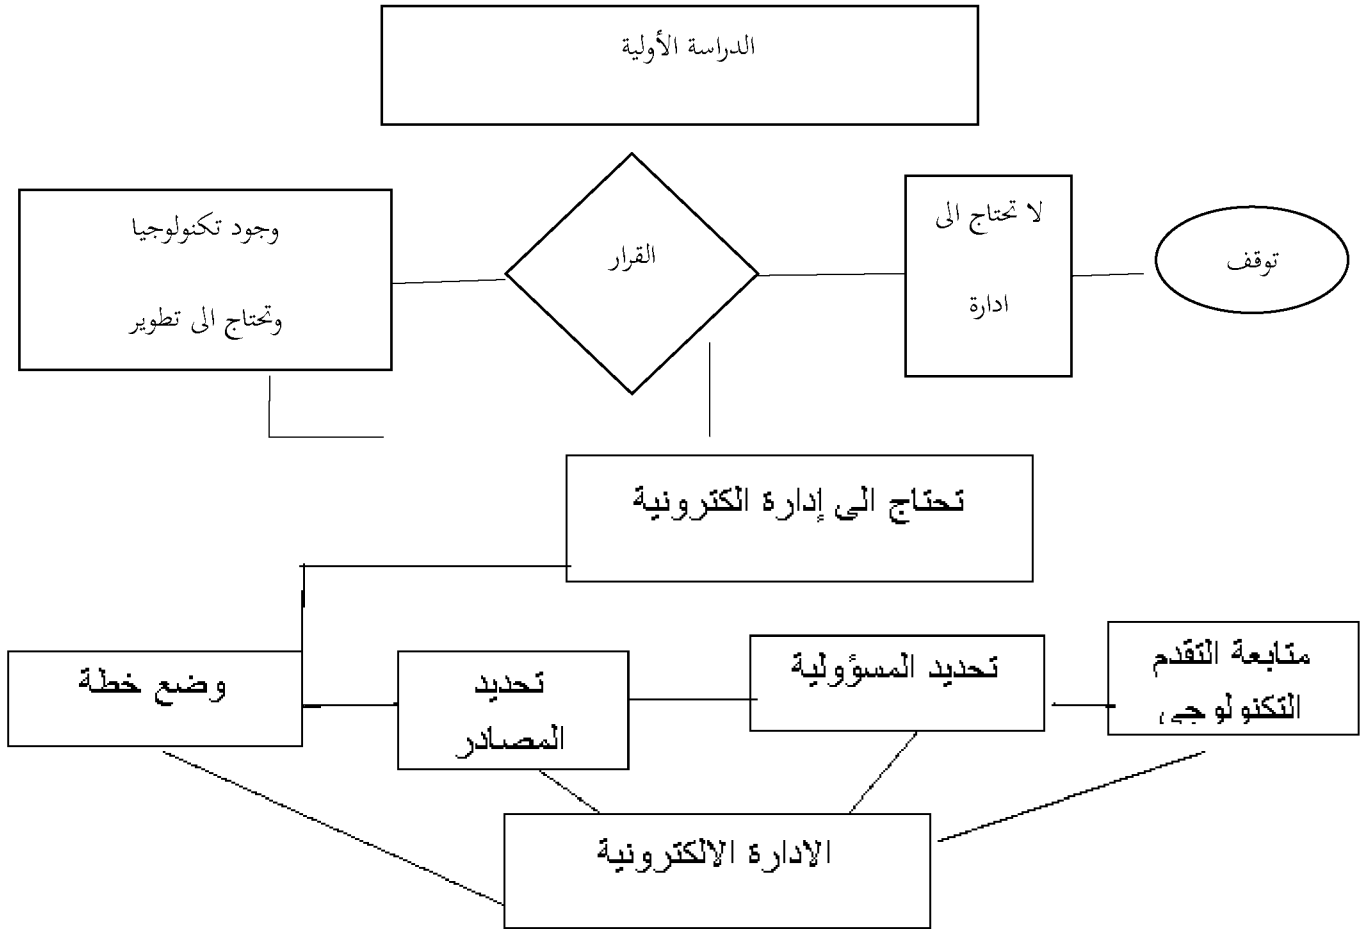 الدراسة الأولية
وجود تكنولوجيا
وتحتاج الى تطوير
القرار
لا تحتاج الى
ادارة
توقف
تحتاج الى إدارة الكترونية
وضع خطة
تحديد
المصادر
تحديد المسؤولية
متابعة التقدم
التكنولوجي
الادارة الالكترونية